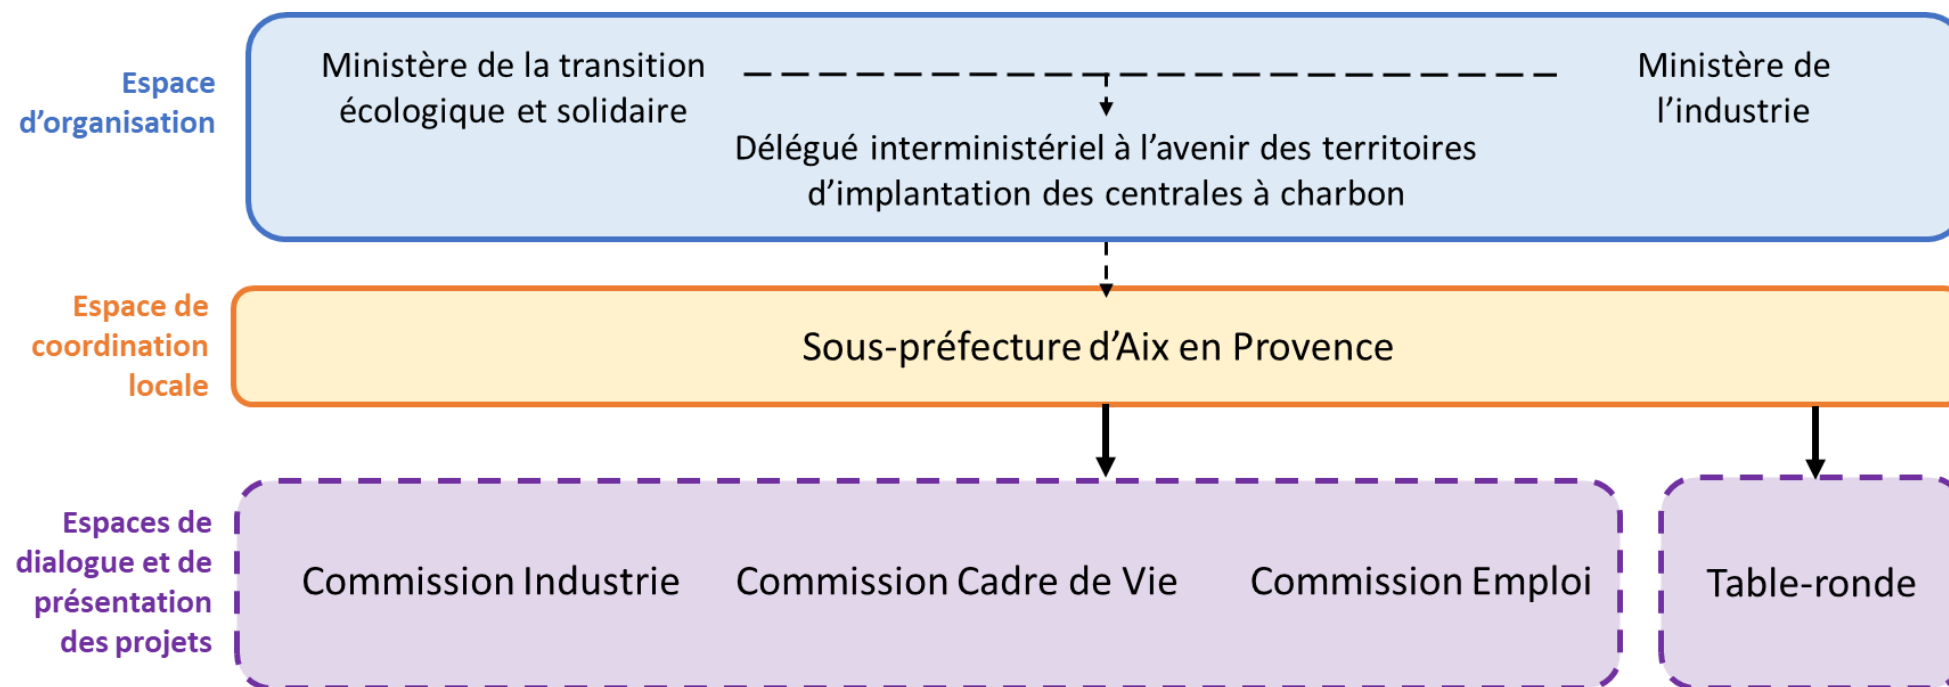 Espace
d’organisation
Ministère de la transition
écologique et solidaire
Ministère de
l’industrie
Délégué interministériel à l’avenir des territoires
d’implantation des centrales à charbon
Espace de
coordination
locale
Sous-préfecture d’Aix en Provence
Espaces de
dialogue et de
présentation
des projets
Commission Industrie
Commission Cadre de Vie
Commission Emploi
Table-ronde